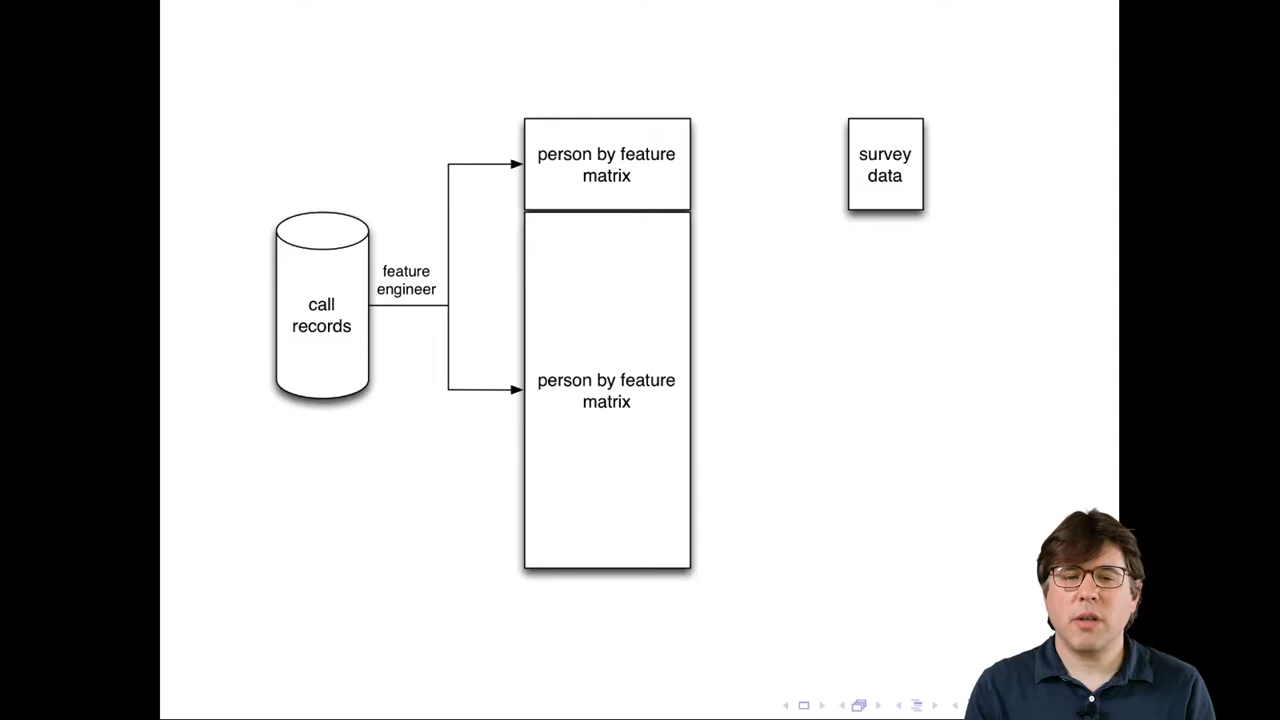 person by feature
matrix
survey
data
feature
engineer
call
records
person by feature
matrix